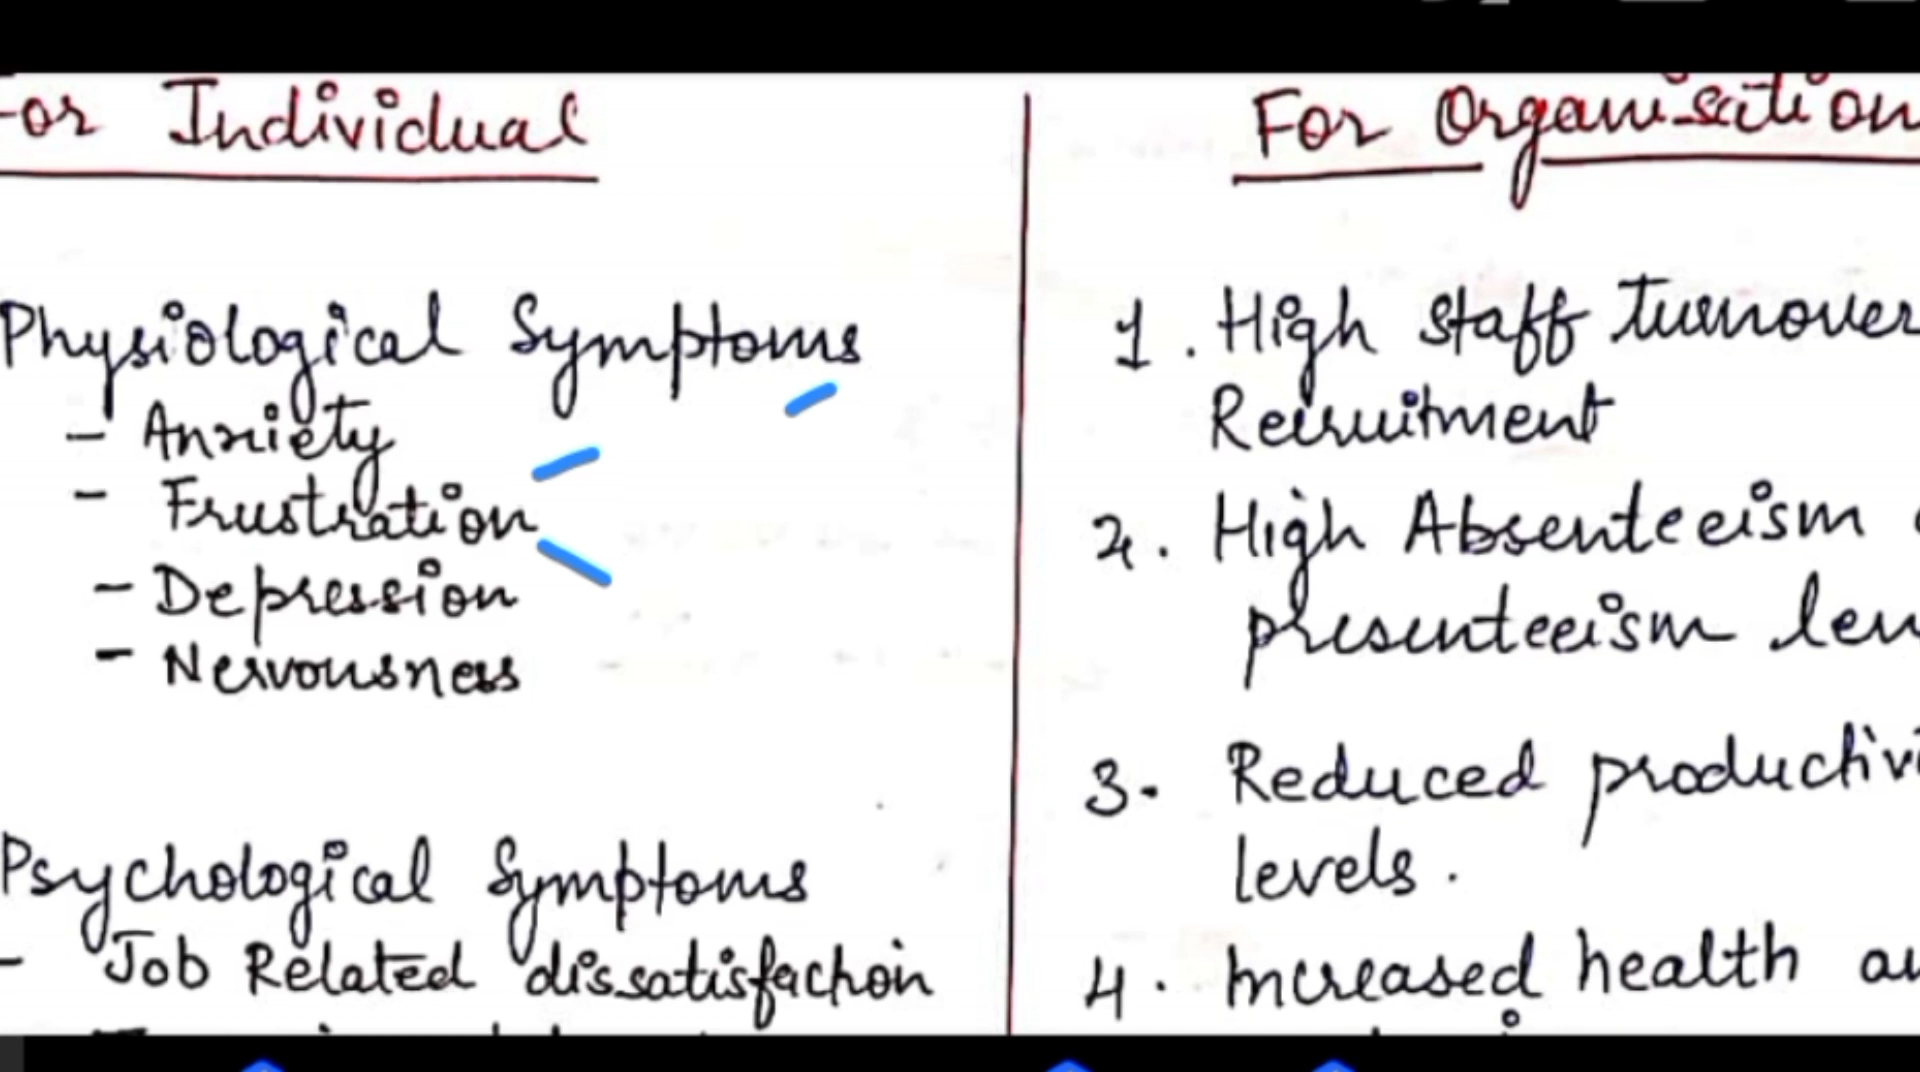 For Individual
Physiological Symptoms
- Anxiety
- Frustration
- Depression
- Nervousness
Psychological Symptoms
- Job Related dissatisfaction
For Organisation
1. High staff turnover
Recruitment
2. High Absenteeism
presenteeism
3. Reduced
levels.
4. Increased health